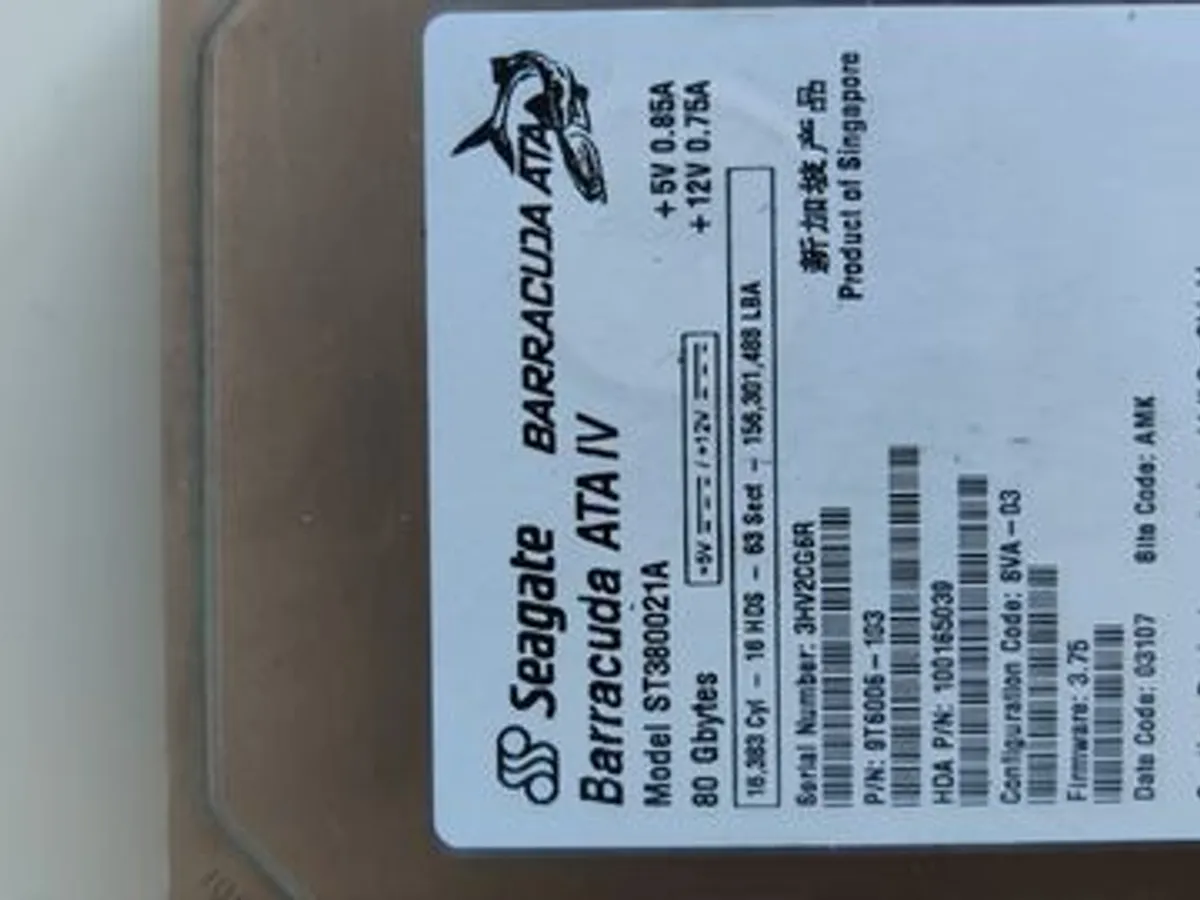 Seagate BARRACUDA ATA
Barracuda ATA IV
Model ST380021A +5V 0.85A
80 Gbytes +5V / +12V +12V 0.75A
16,383 Cyl – 16 HDS – 63 Sect – 156,301,488 LBA
新加坡产品
Serial Number: 3HV2CG6R
Product of Singapore
P/N: 9T6006-103
HDA P/N: 100165039
Configuration Code: SVA-03
Firmware: 3.75
Date Code: 03107 Site Code: AMK